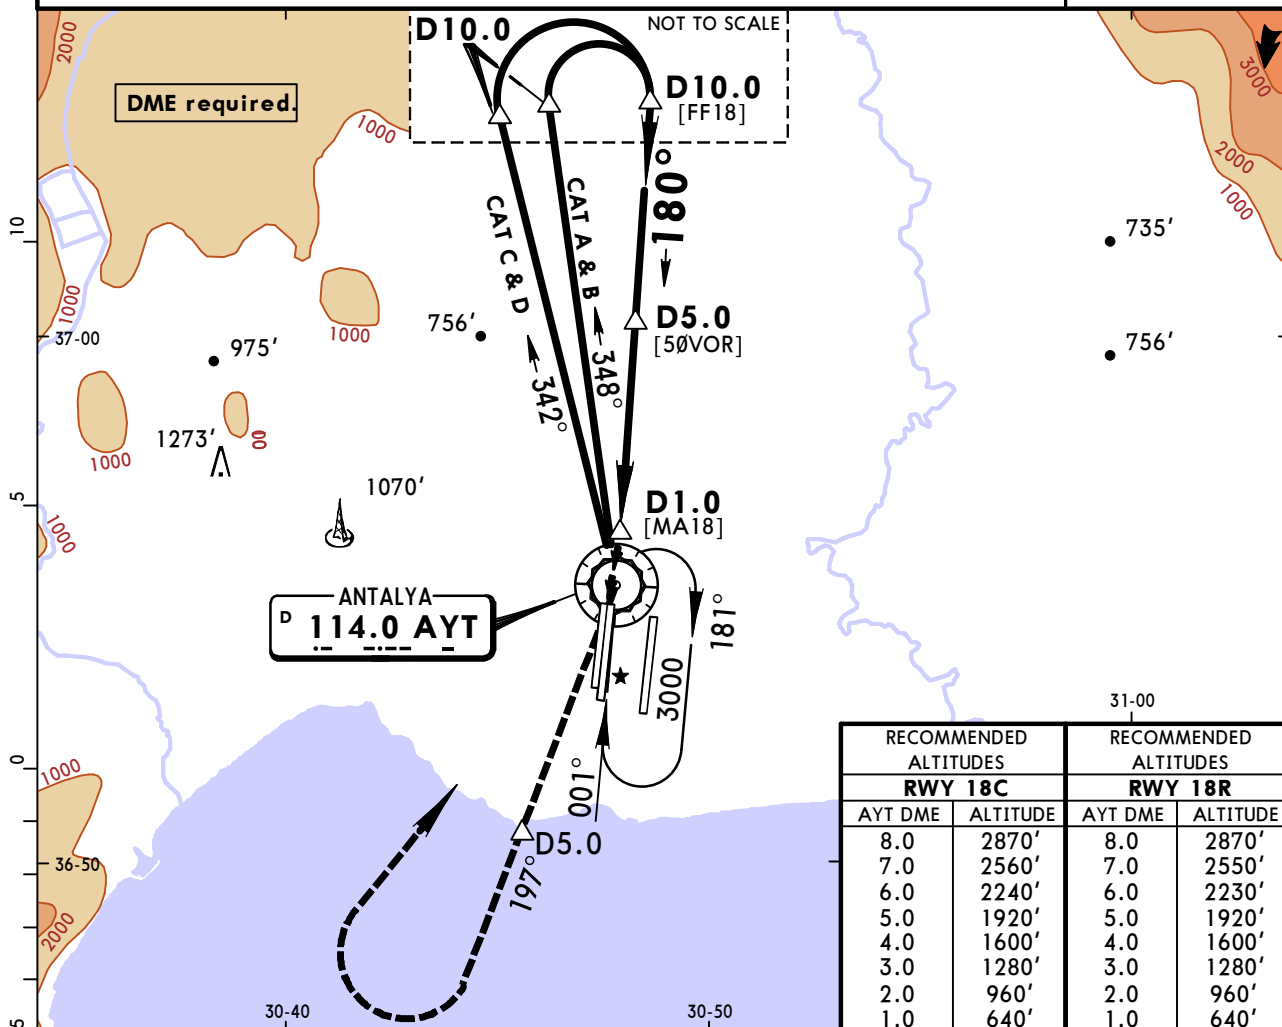 2000
D10.0
NOT TO SCALE
3000
DME required.
D10.0
[FF18]
1000
2000
1000
180°
CAT C & D
CAT A & B
10
735'
1000
1000
37-00
975'
756'
D5.0
[5ØVOR]
756'
342°
348°
1273'
00
1000
1070'
5
1000
D1.0
[MA18]
ANTALYA
D 114.0 AYT
181°
3000
001°
31-00
0
1000
D5.0
36-50
197°
2000
30-40
30-50
5
RECOMMENDED ALTITUDES RECOMMENDED ALTITUDES
RWY 18C RWY 18R
AYT DME ALTITUDE AYT DME ALTITUDE
8.0 2870' 8.0 2870'
7.0 2560' 7.0 2550'
6.0 2240' 6.0 2230'
5.0 1920' 5.0 1920'
4.0 1600' 4.0 1600'
3.0 1280' 3.0 1280'
2.0 960' 2.0 960'
1.0 640' 1.0 640'